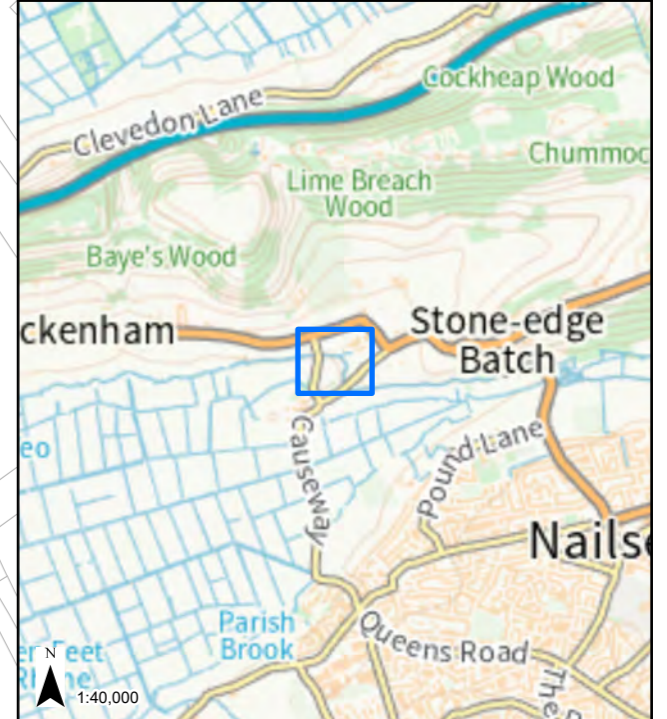 Cockheap Wood
Clevedon Lane
Chummoc
Lime Breach
Wood
Baye's Wood
ckenham
Stone-edge
Batch
eo
Causeway
Pound Lane
Nailse
Parish
Brook
Queens Road
Feet
The
N
1:40,000